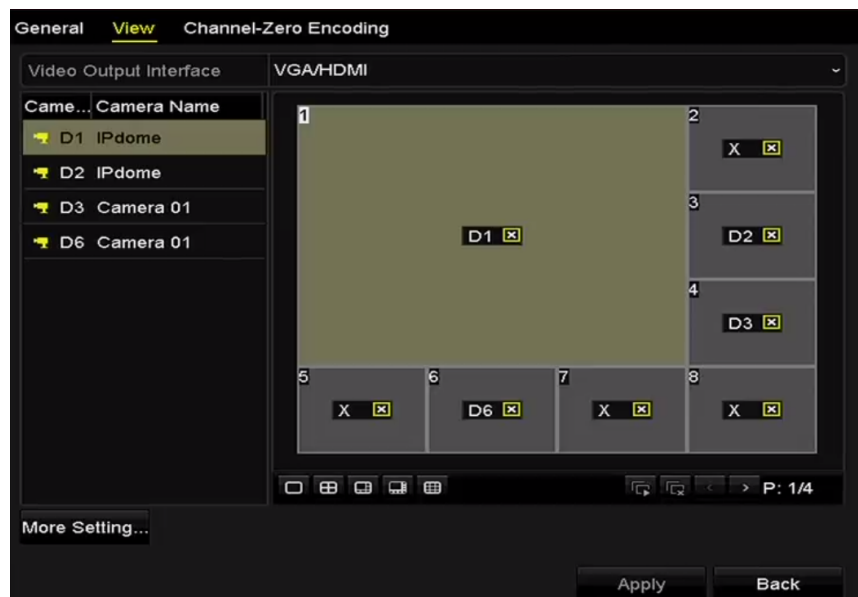 General View Channel-Zero Encoding
Video Output Interface VGA/HDMI
Came... Camera Name
D1 IPdome
D2 IPdome
D3 Camera 01
D6 Camera 01
1
D1
2
X
3
D2
4
D3
5
X
6
D6
7
X
8
X
P: 1/4
More Setting...
Apply Back